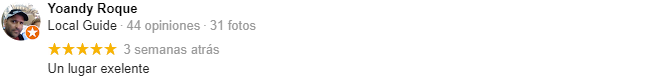 Yoandy Roque
Local Guide · 44 opiniones · 31 fotos
3 semanas atrás
Un lugar exelente